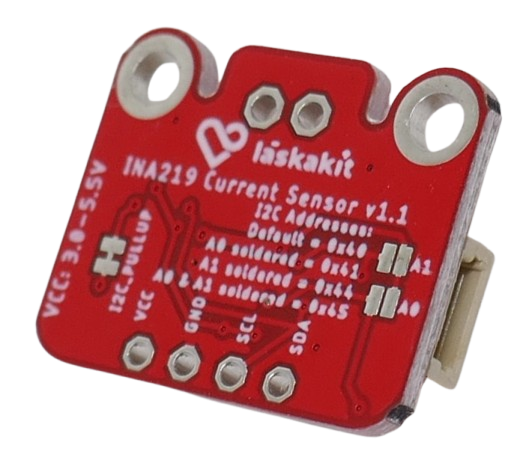 láskakit
INA219 Current Sensor v1.1
I2C Addresses:
Default = 0x40
A0 soldered = 0x41
A1 soldered = 0x44
A0 & A1 soldered = 0x45
A1
A0
VCC: 3.0-5.5V
I2C_PULLUP
VCC
GND
SCL
SDA